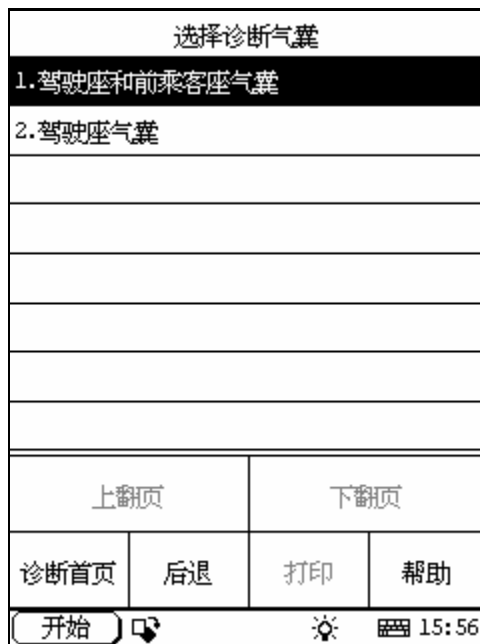 选择诊断气囊
1.驾驶座和前乘客座气囊
2.驾驶座气囊
上翻页 下翻页
诊断首页 后退 打印 帮助
开始 15:56